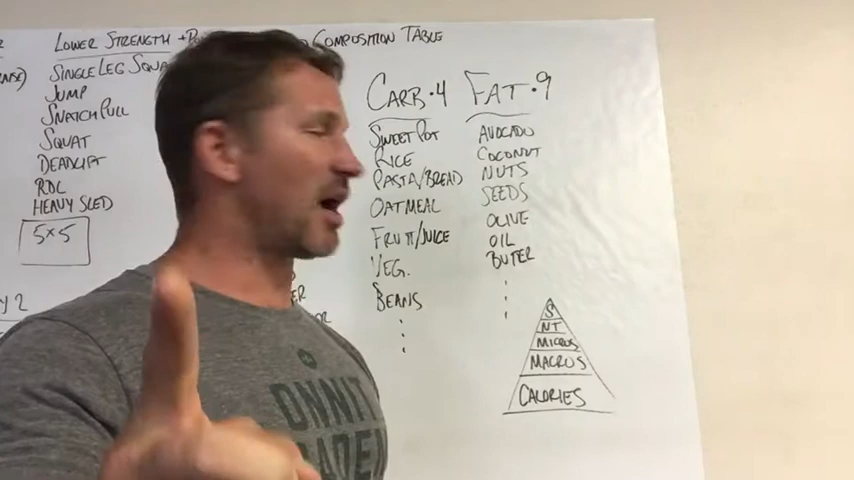 LOWER STRENGTH +
COMPOSITION TABLE
SINGLE LEG SQUA
JUMP
SNATCH PULL
SQUAT
DEADLIFT
RDL
HEAVY SLED
5x5
Y 2
CARB • 4
SWEET POT
RICE
PASTA/BREAD
OATMEAL
FRUIT/JUICE
VEG.
BEANS
FAT • 9
AVOCADO
COCONUT
NUTS
SEEDS
OLIVE
OIL
BUTER
S
NT
MICROS
MACROS
CALORIES
ONNIT